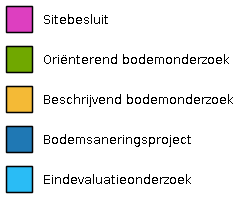 Sitebesluit
Oriënterend bodemonderzoek
Beschrijvend bodemonderzoek
Bodemsaneringsproject
Eindevaluatieonderzoek